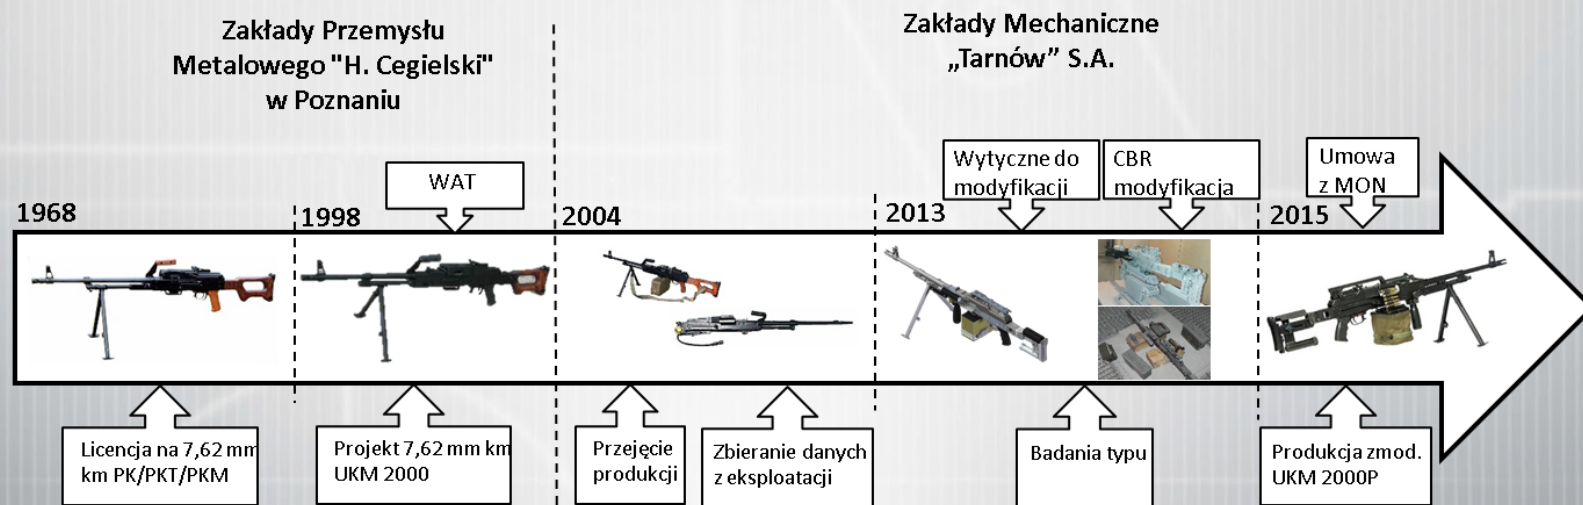 Zakłady Przemysłu
Metalowego "H. Cegielski"
w Poznaniu
Zakłady Mechaniczne
„Tarnów” S.A.
WAT
Wytyczne do
modyfikacji
CBR
modyfikacja
Umowa
z MON
1968
1998
2004
2013
2015
Licencja na 7,62 mm
km PK/PKT/PKM
Projekt 7,62 mm km
UKM 2000
Przejęcie
produkcji
Zbieranie danych
z eksploatacji
Badania typu
Produkcja zmod.
UKM 2000P